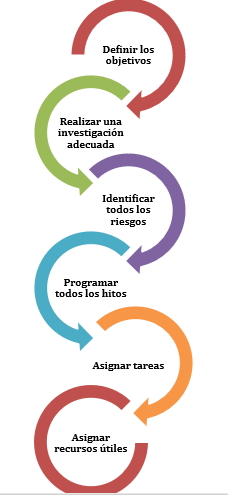 Definir los
objetivos
Realizar una
investigación
adecuada
Identificar
todos los
riesgos
Programar
todos los hitos
Asignar tareas
Asignar
recursos útiles